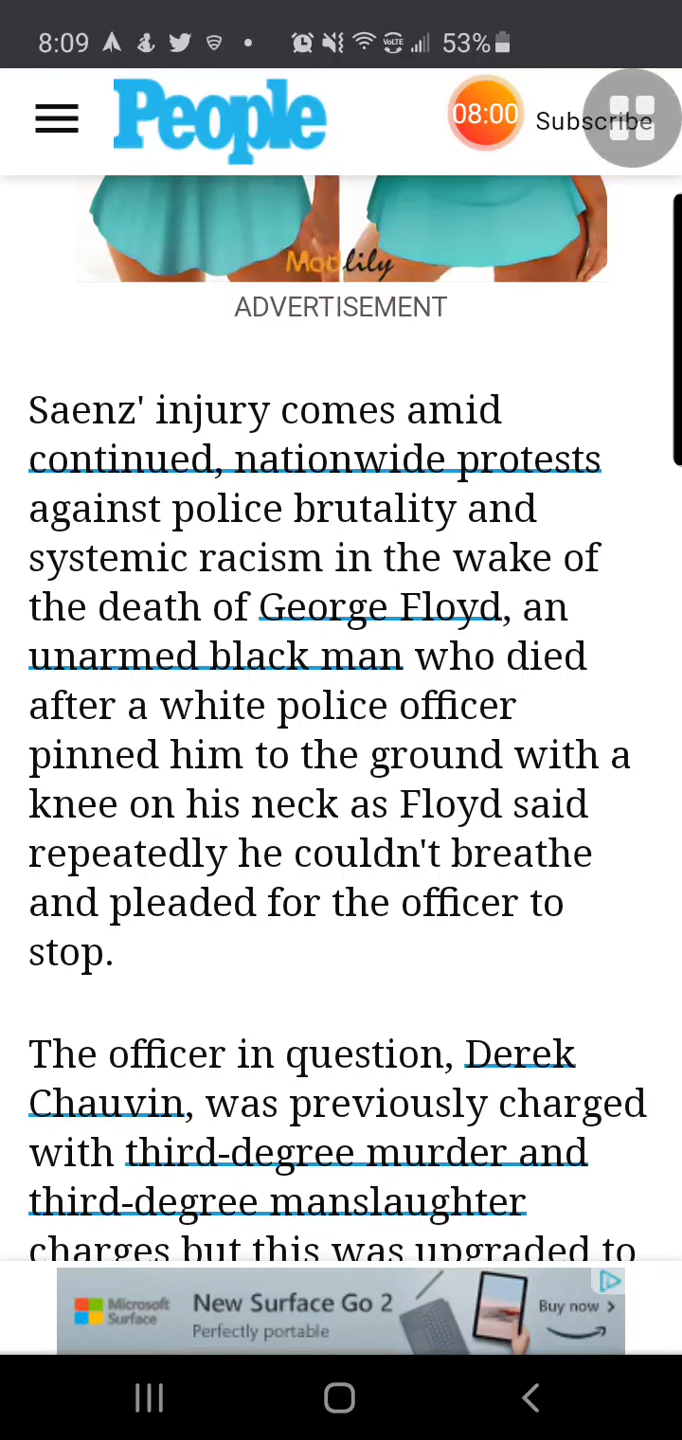 8:09 VoLTE 53%
People 08:00 Subscribe
Modlily
ADVERTISEMENT
Saenz' injury comes amid
continued, nationwide protests
against police brutality and
systemic racism in the wake of
the death of George Floyd, an
unarmed black man who died
after a white police officer
pinned him to the ground with a
knee on his neck as Floyd said
repeatedly he couldn't breathe
and pleaded for the officer to
stop.
The officer in question, Derek
Chauvin, was previously charged
with third-degree murder and
third-degree manslaughter
charges but this was upgraded to
Microsoft
Surface
New Surface Go 2
Perfectly portable
Buy now >